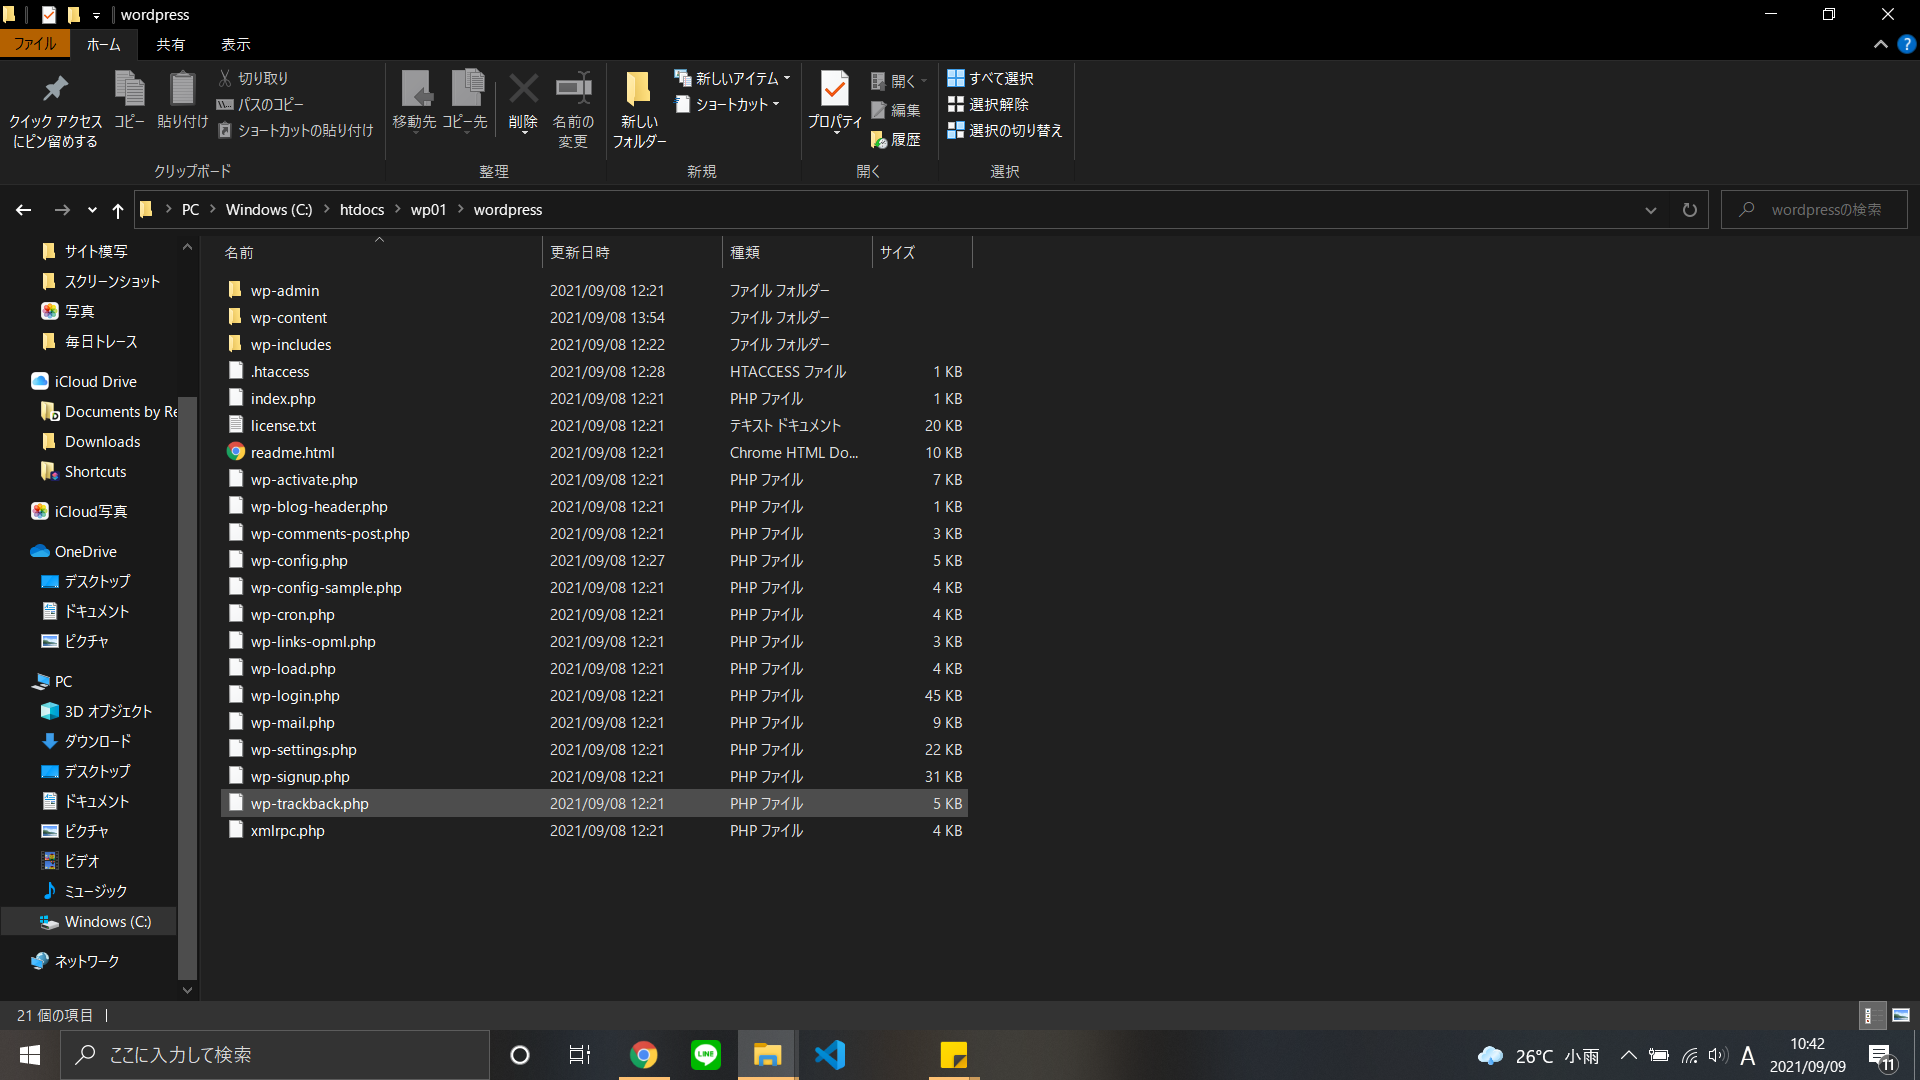 wordpress
ファイル ホーム 共有 表示
クイック アクセスにピン留めする
コピー
貼り付け
切り取り
パスのコピー
ショートカットの貼り付け
クリップボード
移動先
コピー先
削除
名前の変更
整理
新しいフォルダー
新しいアイテム
ショートカット
新規
プロパティ
開く
編集
履歴
開く
すべて選択
選択解除
選択の切り替え
選択
PC > Windows (C:) > htdocs > wp01 > wordpress
wordpressの検索
サイト模写
スクリーンショット
写真
毎日トレース
iCloud Drive
Documents by Re
Downloads
Shortcuts
iCloud写真
OneDrive
デスクトップ
ドキュメント
ピクチャ
PC
3D オブジェクト
ダウンロード
デスクトップ
ドキュメント
ピクチャ
ビデオ
ミュージック
Windows (C:)
ネットワーク
名前 更新日時 種類 サイズ
wp-admin 2021/09/08 12:21 ファイル フォルダー
wp-content 2021/09/08 13:54 ファイル フォルダー
wp-includes 2021/09/08 12:22 ファイル フォルダー
.htaccess 2021/09/08 12:28 HTACCESS ファイル 1 KB
index.php 2021/09/08 12:21 PHP ファイル 1 KB
license.txt 2021/09/08 12:21 テキスト ドキュメント 20 KB
readme.html 2021/09/08 12:21 Chrome HTML Do... 10 KB
wp-activate.php 2021/09/08 12:21 PHP ファイル 7 KB
wp-blog-header.php 2021/09/08 12:21 PHP ファイル 1 KB
wp-comments-post.php 2021/09/08 12:21 PHP ファイル 3 KB
wp-config.php 2021/09/08 12:27 PHP ファイル 5 KB
wp-config-sample.php 2021/09/08 12:21 PHP ファイル 4 KB
wp-cron.php 2021/09/08 12:21 PHP ファイル 4 KB
wp-links-opml.php 2021/09/08 12:21 PHP ファイル 3 KB
wp-load.php 2021/09/08 12:21 PHP ファイル 4 KB
wp-login.php 2021/09/08 12:21 PHP ファイル 45 KB
wp-mail.php 2021/09/08 12:21 PHP ファイル 9 KB
wp-settings.php 2021/09/08 12:21 PHP ファイル 22 KB
wp-signup.php 2021/09/08 12:21 PHP ファイル 31 KB
wp-trackback.php 2021/09/08 12:21 PHP ファイル 5 KB
xmlrpc.php 2021/09/08 12:21 PHP ファイル 4 KB
21 個の項目
ここに入力して検索
LINE
26°C 小雨
A
10:42
2021/09/09
11